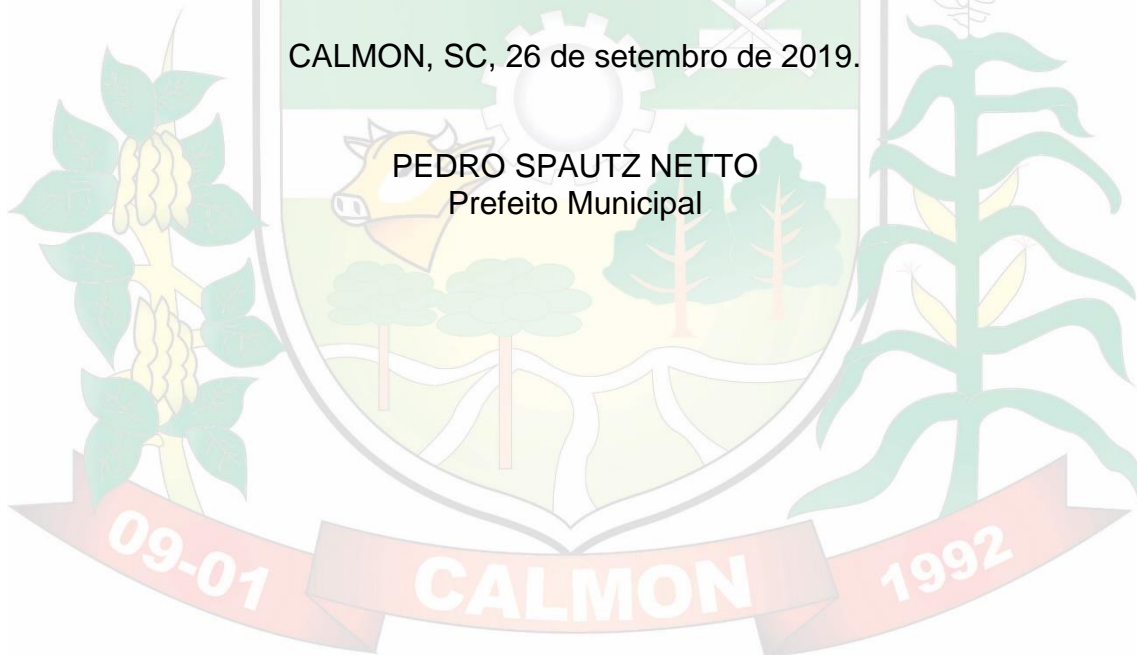 CALMON, SC, 26 de setembro de 2019.
PEDRO SPAUTZ NETTO
Prefeito Municipal
09-01
CALMON
1992